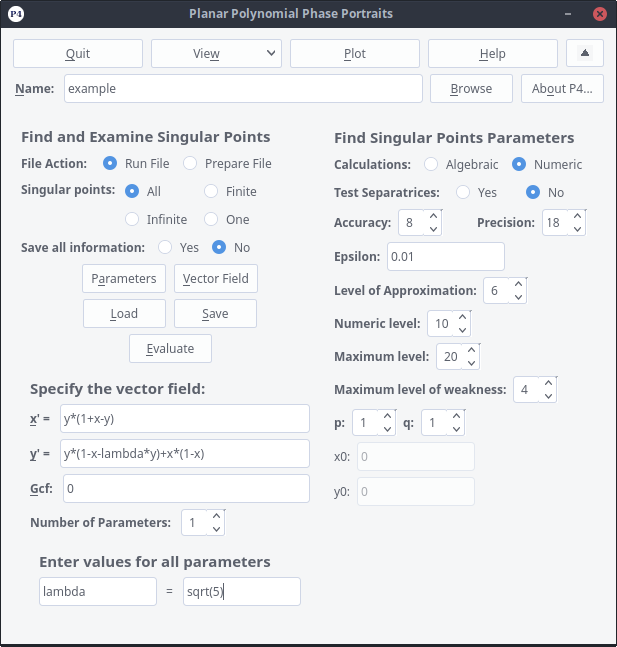 P4 Planar Polynomial Phase Portraits
Quit View Plot Help
Name: example Browse About P4...
Find and Examine Singular Points
File Action: Run File Prepare File
Singular points: All Finite
Infinite One
Save all information: Yes No
Parameters Vector Field
Load Save
Evaluate
Specify the vector field:
x' = y*(1+x-y)
y' = y*(1-x-lambda*y)+x*(1-x)
Gcf: 0
Number of Parameters: 1
Enter values for all parameters
lambda = sqrt(5)
Find Singular Points Parameters
Calculations: Algebraic Numeric
Test Separatrices: Yes No
Accuracy: 8 Precision: 18
Epsilon: 0.01
Level of Approximation: 6
Numeric level: 10
Maximum level: 20
Maximum level of weakness: 4
p: 1 q: 1
x0: 0
y0: 0